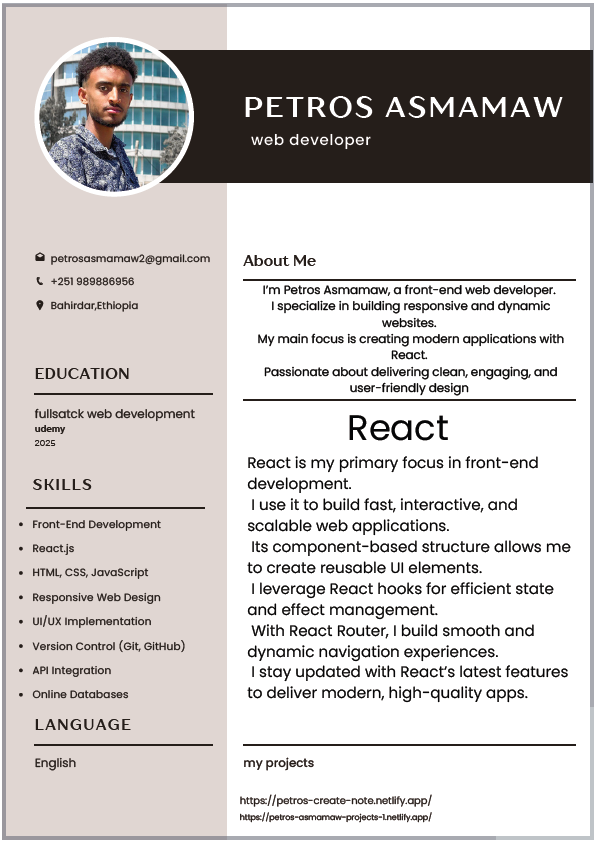 PETROS ASMAMAW
web developer
petrosasmamaw2@gmail.com
+251 989886956
Bahirdar,Ethiopia
EDUCATION
fullsatck web development
udemy
2025
SKILLS
• Front-End Development
• React.js
• HTML, CSS, JavaScript
• Responsive Web Design
• UI/UX Implementation
• Version Control (Git, GitHub)
• API Integration
• Online Databases
LANGUAGE
English
About Me
I'm Petros Asmamaw, a front-end web developer.
I specialize in building responsive and dynamic
websites.
My main focus is creating modern applications with
React.
Passionate about delivering clean, engaging, and
user-friendly design
React
React is my primary focus in front-end
development.
I use it to build fast, interactive, and
scalable web applications.
Its component-based structure allows me
to create reusable UI elements.
I leverage React hooks for efficient state
and effect management.
With React Router, I build smooth and
dynamic navigation experiences.
I stay updated with React's latest features
to deliver modern, high-quality apps.
my projects
https://petros-create-note.netlify.app/
https://petros-asmamaw-projects-1.netlify.app/